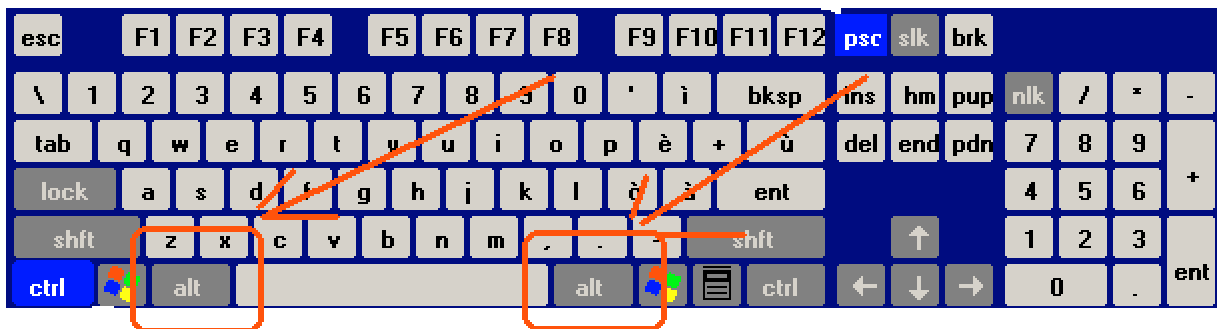 esc F1 F2 F3 F4 F5 F6 F7 F8 F9 F10 F11 F12 psc slk brk
\ 1 2 3 4 5 6 7 8 9 0 ' ì bksp ins hm pup nlk / * -
tab q w e r t y u i o p è + ù del end pdn 7 8 9 +
lock a s d f g h j k l ò à ent 4 5 6
shft z x c v b n m , . - shft ↑ 1 2 3 ent
ctrl alt alt ctrl ← ↓ → 0 .